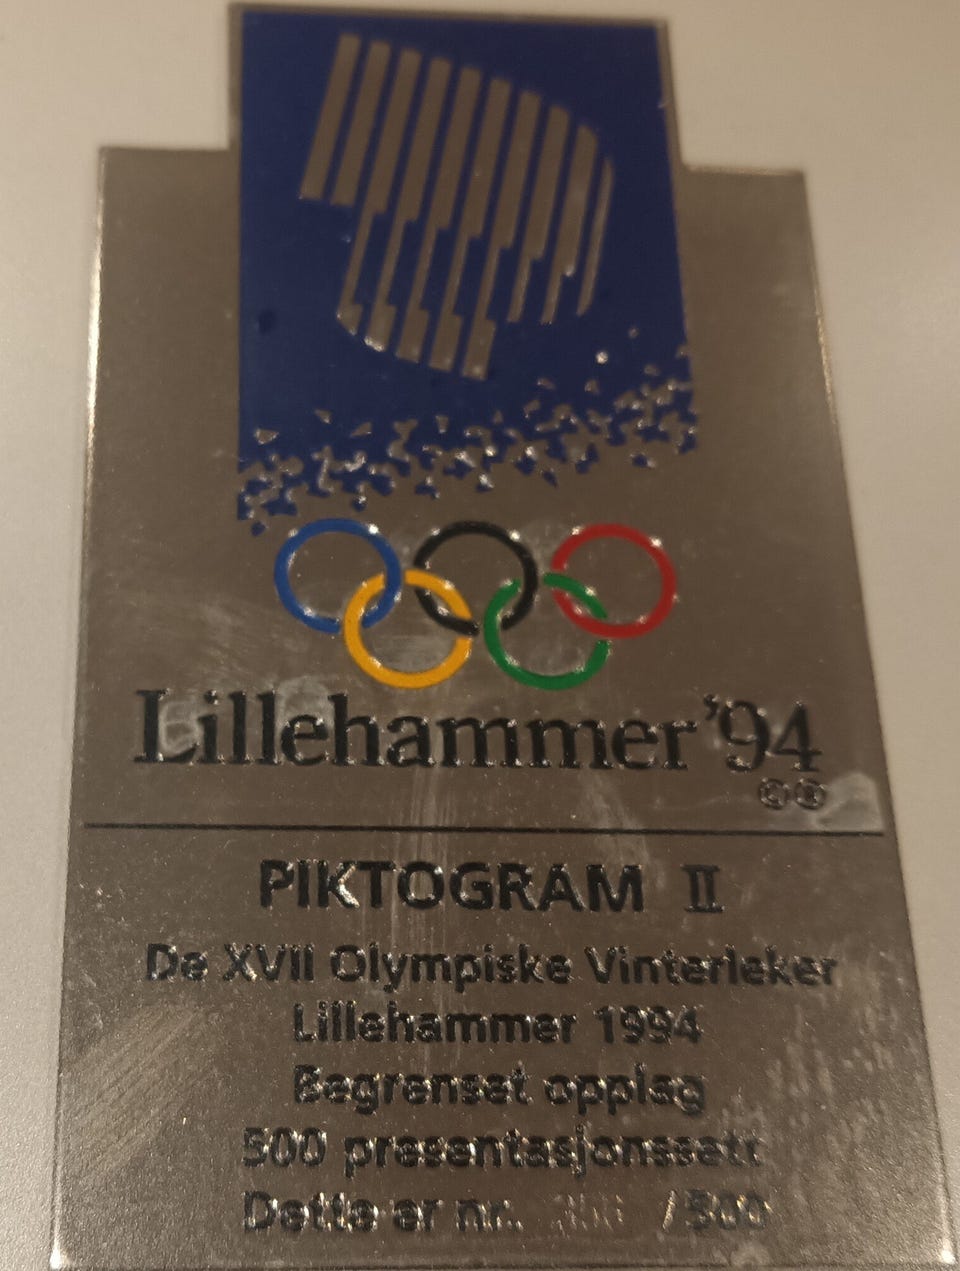 Lillehammer '94
©®
PIKTOGRAM II
De XVII Olympiske Vinterleker
Lillehammer 1994
Begrenset opplag
500 presentasjonssett
Dette er nr. /500